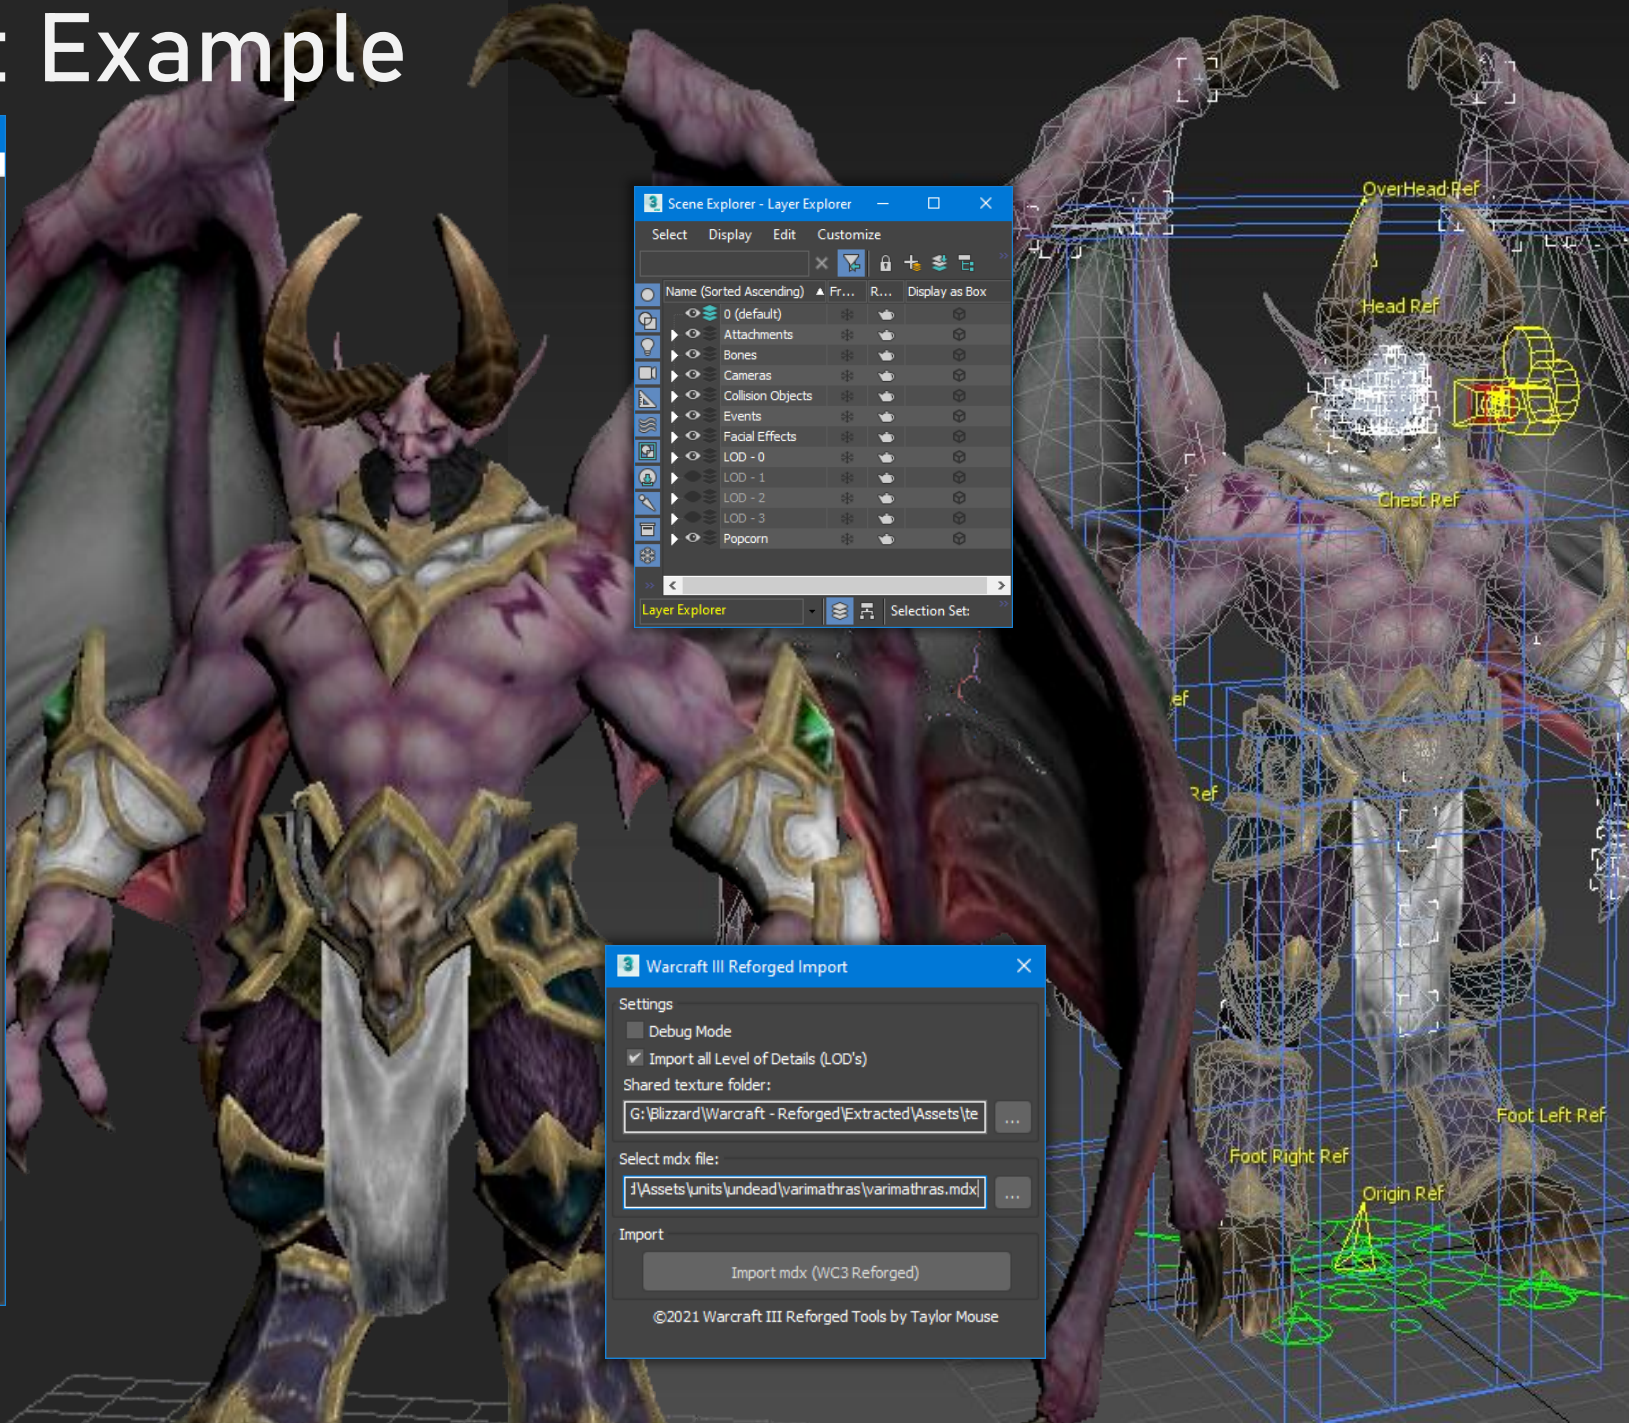 Example
Scene Explorer - Layer Explorer
Select Display Edit Customize
Name (Sorted Ascending) Fr... R... Display as Box
0 (default)
Attachments
Bones
Cameras
Collision Objects
Events
Facial Effects
LOD - 0
LOD - 1
LOD - 2
LOD - 3
Popcorn
Layer Explorer Selection Set:
OverHead Ref
Head Ref
Chest Ref
ef
Ref
Foot Left Ref
Foot Right Ref
Origin Ref
Warcraft III Reforged Import
Settings
Debug Mode
Import all Level of Details (LOD's)
Shared texture folder:
G:\Blizzard\Warcraft - Reforged\Extracted\Assets\te
...
Select mdx file:
\Assets\units\undead\varimathras\varimathras.mdx
...
Import
Import mdx (WC3 Reforged)
©2021 Warcraft III Reforged Tools by Taylor Mouse